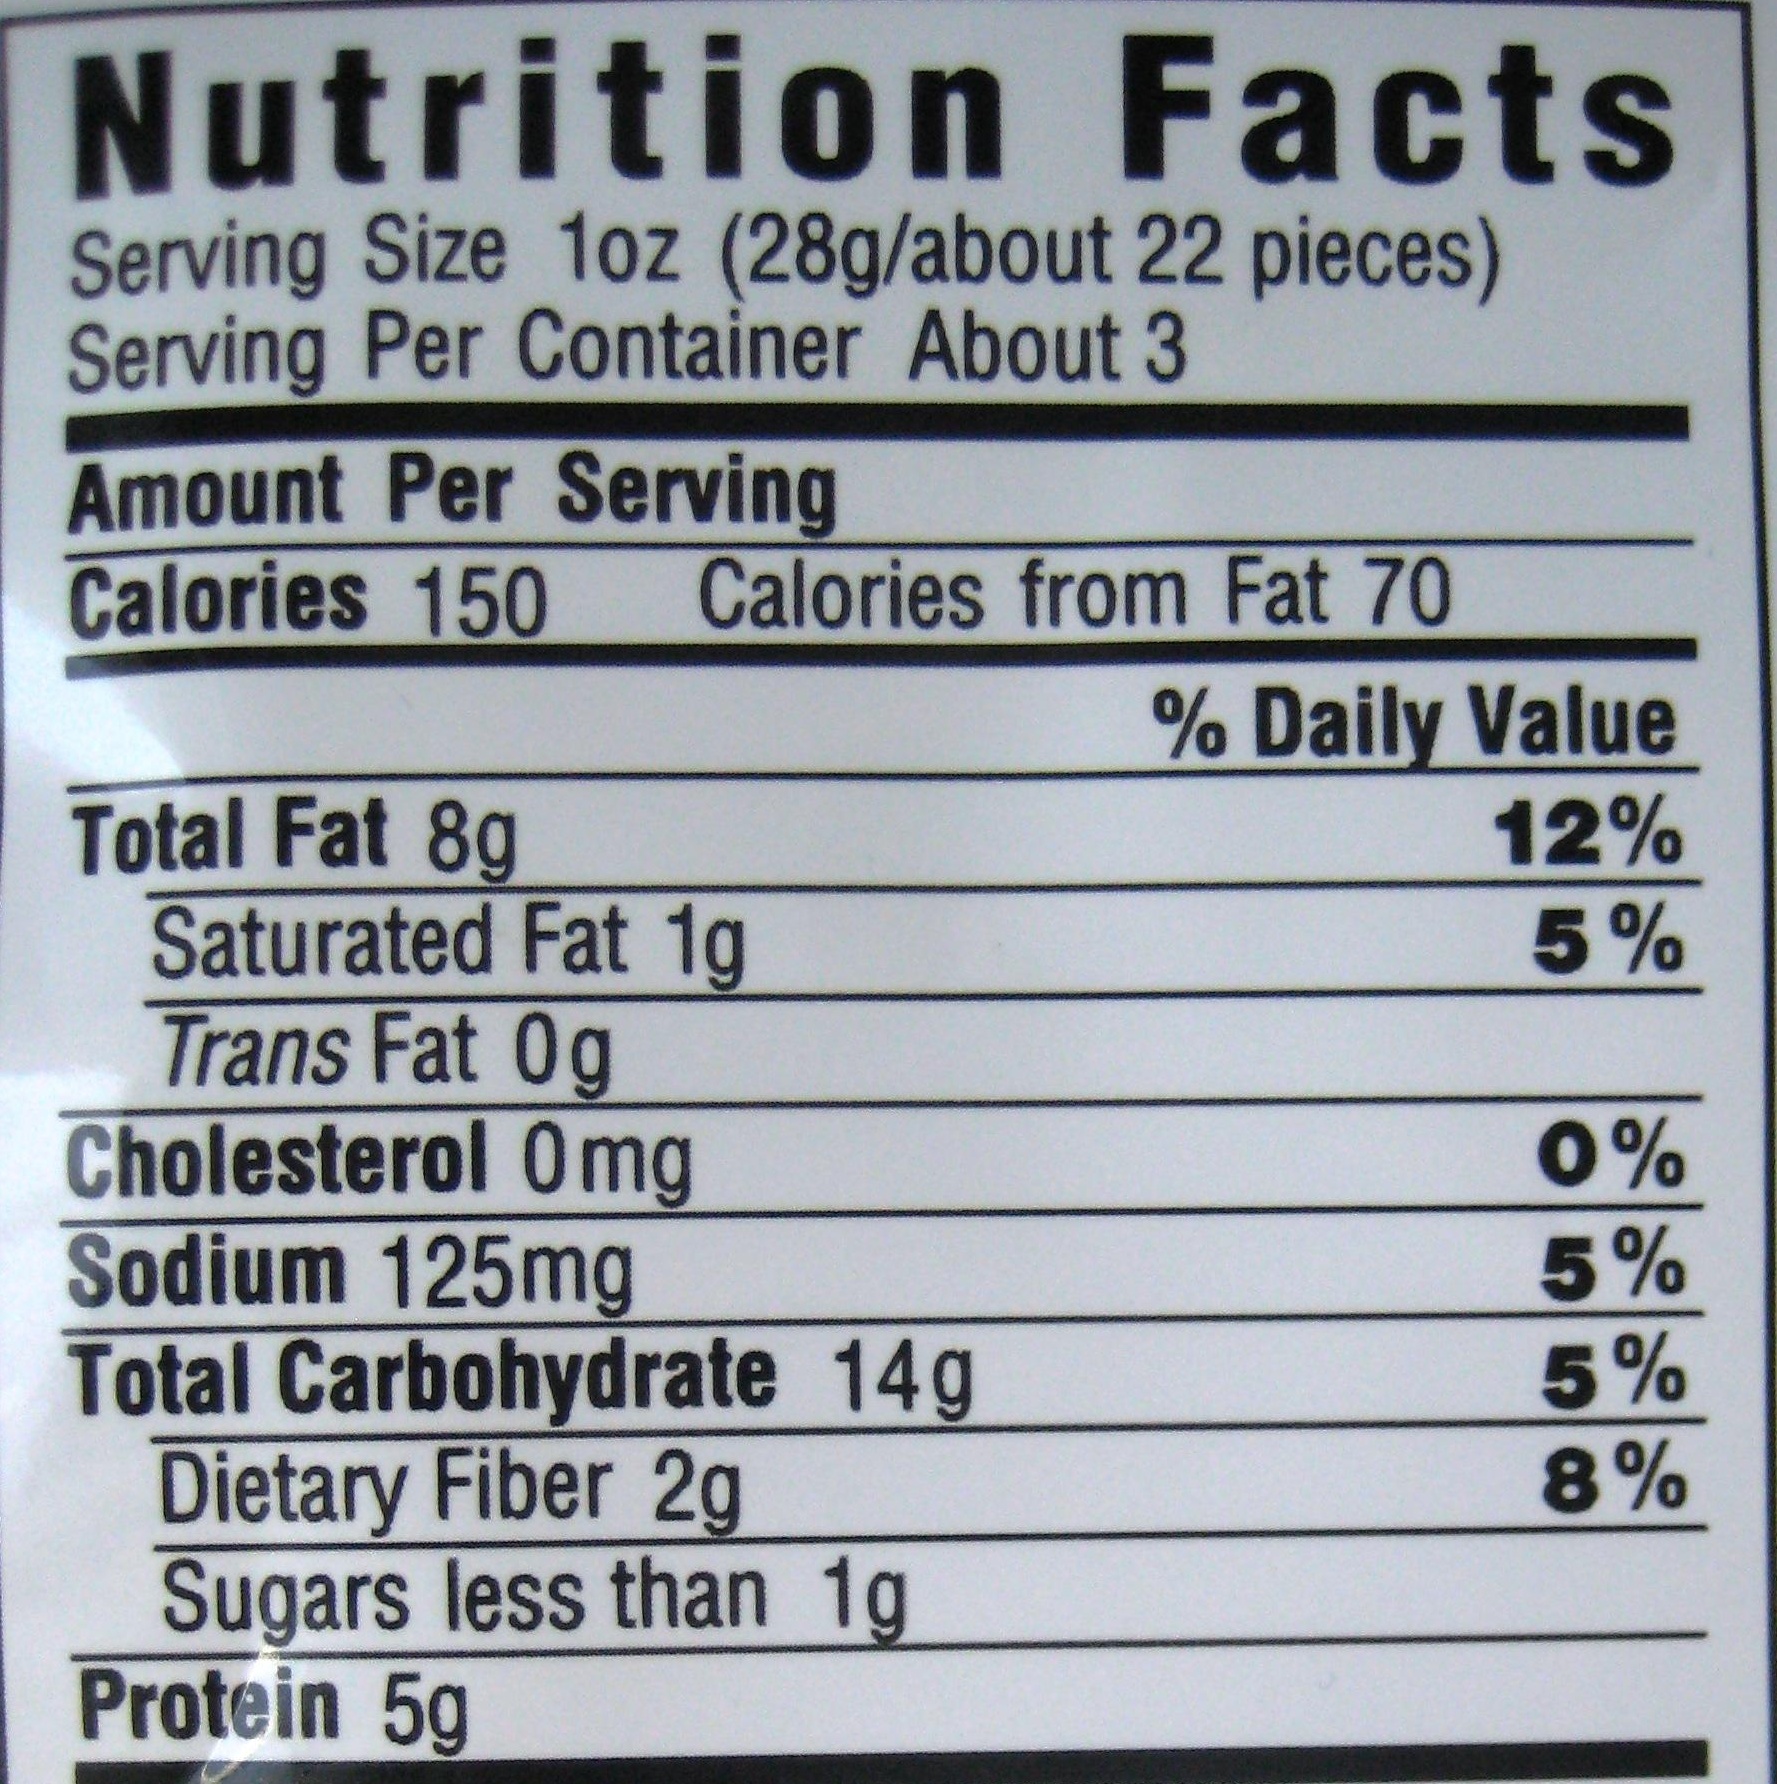 Nutrition Facts
Serving Size 1oz (28g/about 22 pieces)
Serving Per Container About 3
Amount Per Serving
Calories 150 Calories from Fat 70
% Daily Value
Total Fat 8g 12%
Saturated Fat 1g 5%
Trans Fat 0g
Cholesterol 0mg 0%
Sodium 125mg 5%
Total Carbohydrate 14g 5%
Dietary Fiber 2g 8%
Sugars less than 1g
Protein 5g